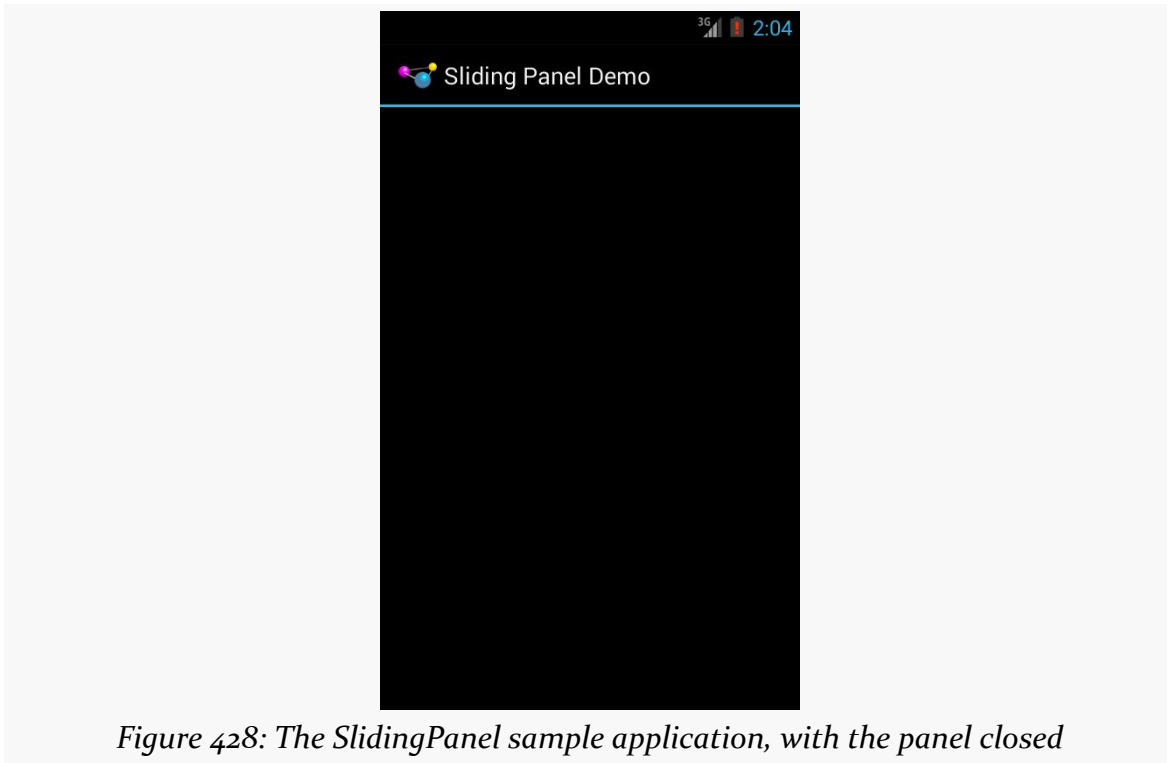 3G 2:04
Sliding Panel Demo
Figure 428: The SlidingPanel sample application, with the panel closed